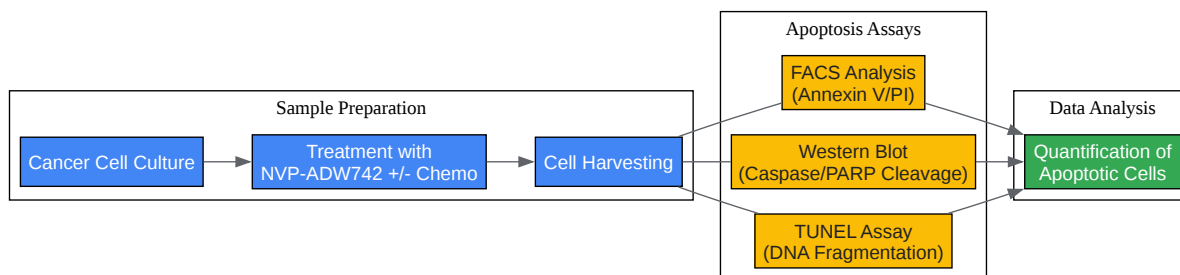 Apoptosis Assays
FACS Analysis
(Annexin V/PI)
Sample Preparation
Data Analysis
Cancer Cell Culture
Treatment with
NVP-ADW742 +/- Chemo
Cell Harvesting
Western Blot
(Caspase/PARP Cleavage)
Quantification of
Apoptotic Cells
TUNEL Assay
(DNA Fragmentation)